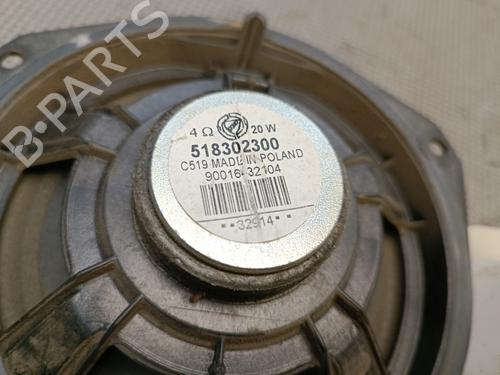 B-PARTS
4 Ω 20 W
518302300
C519 MADE IN POLAND
90016-32104
**32914**